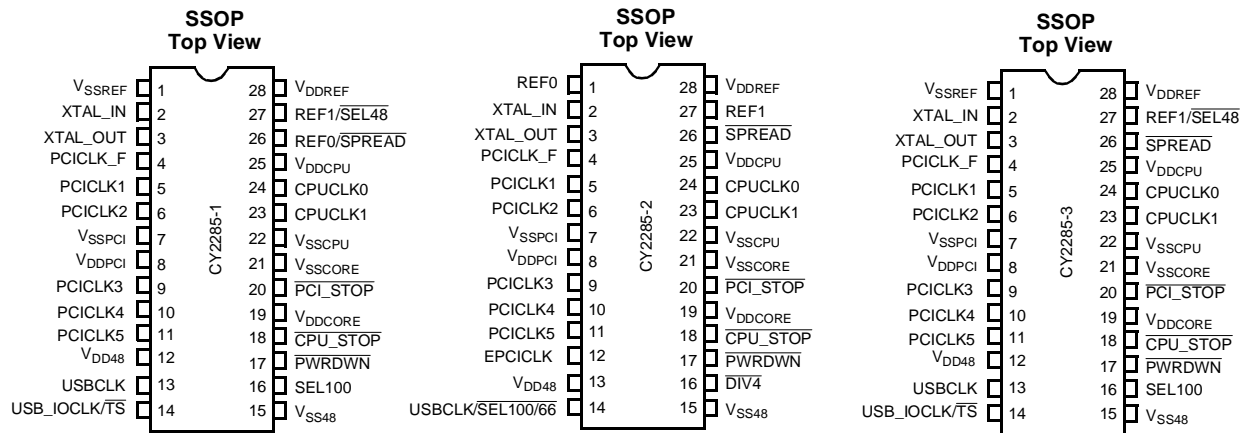 SSOP
Top View
VSSREF 1 28 VDDREF
XTAL_IN 2 27 REF1/SEL48
XTAL_OUT 3 26 REF0/SPREAD
PCICLK_F 4 25 VDDCPU
PCICLK1 5 24 CPUCLK0
PCICLK2 6 23 CPUCLK1
VSSPCI 7 22 VSSCPU
VDDPCI 8 21 VSSCORE
PCICLK3 9 20 PCI_STOP
PCICLK4 10 19 VDDCORE
PCICLK5 11 18 CPU_STOP
VDD48 12 17 PWRDWN
USBCLK 13 16 SEL100
USB_IOCLK/TS 14 15 VSS48
CY2285-1
SSOP
Top View
REF0 1 28 VDDREF
XTAL_IN 2 27 REF1
XTAL_OUT 3 26 SPREAD
PCICLK_F 4 25 VDDCPU
PCICLK1 5 24 CPUCLK0
PCICLK2 6 23 CPUCLK1
VSSPCI 7 22 VSSCPU
VDDPCI 8 21 VSSCORE
PCICLK3 9 20 PCI_STOP
PCICLK4 10 19 VDDCORE
PCICLK5 11 18 CPU_STOP
EPCICLK 12 17 PWRDWN
VDD48 13 16 DIV4
USBCLK/SEL100/66 14 15 VSS48
CY2285-2
SSOP
Top View
VSSREF 1 28 VDDREF
XTAL_IN 2 27 REF1/SEL48
XTAL_OUT 3 26 SPREAD
PCICLK_F 4 25 VDDCPU
PCICLK1 5 24 CPUCLK0
PCICLK2 6 23 CPUCLK1
VSSPCI 7 22 VSSCPU
VDDPCI 8 21 VSSCORE
PCICLK3 9 20 PCI_STOP
PCICLK4 10 19 VDDCORE
PCICLK5 11 18 CPU_STOP
VDD48 12 17 PWRDWN
USBCLK 13 16 SEL100
USB_IOCLK/TS 14 15 VSS48
CY2285-3